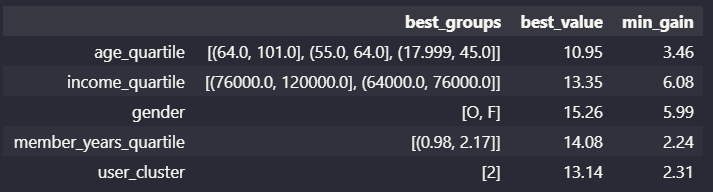 best_groups best_value min_gain
age_quartile [(64.0, 101.0], (55.0, 64.0], (17.999, 45.0]] 10.95 3.46
income_quartile [(76000.0, 120000.0], (64000.0, 76000.0]] 13.35 6.08
gender [O, F] 15.26 5.99
member_years_quartile [(0.98, 2.17]] 14.08 2.24
user_cluster [2] 13.14 2.31